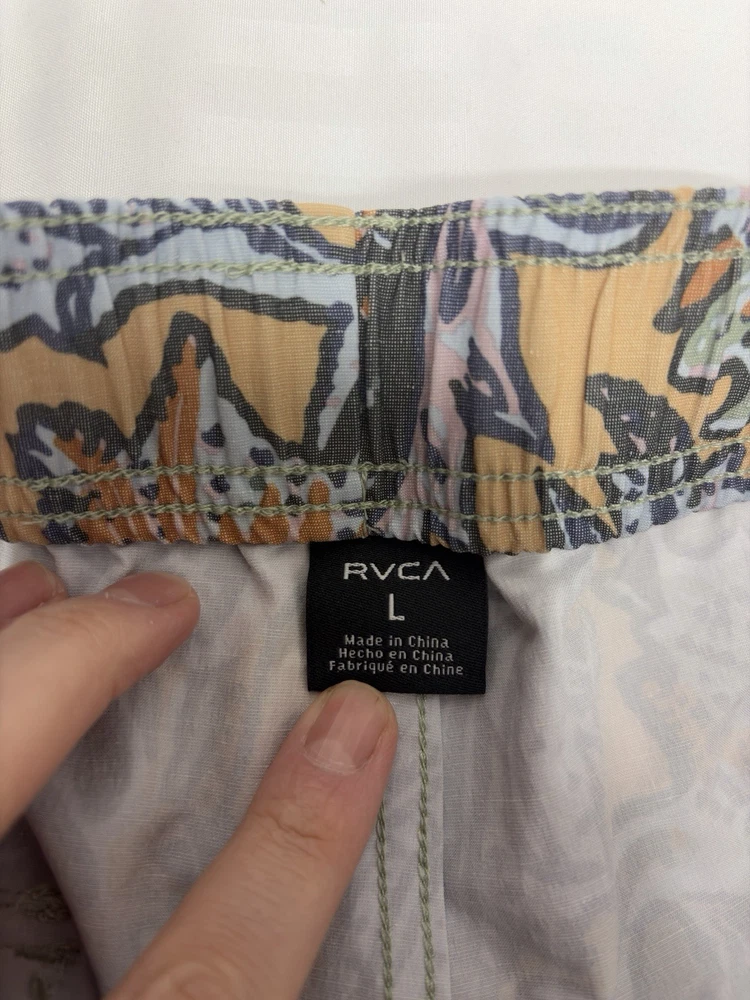 RVCA
L
Made in China
Hecho en China
Fabriqué en Chine